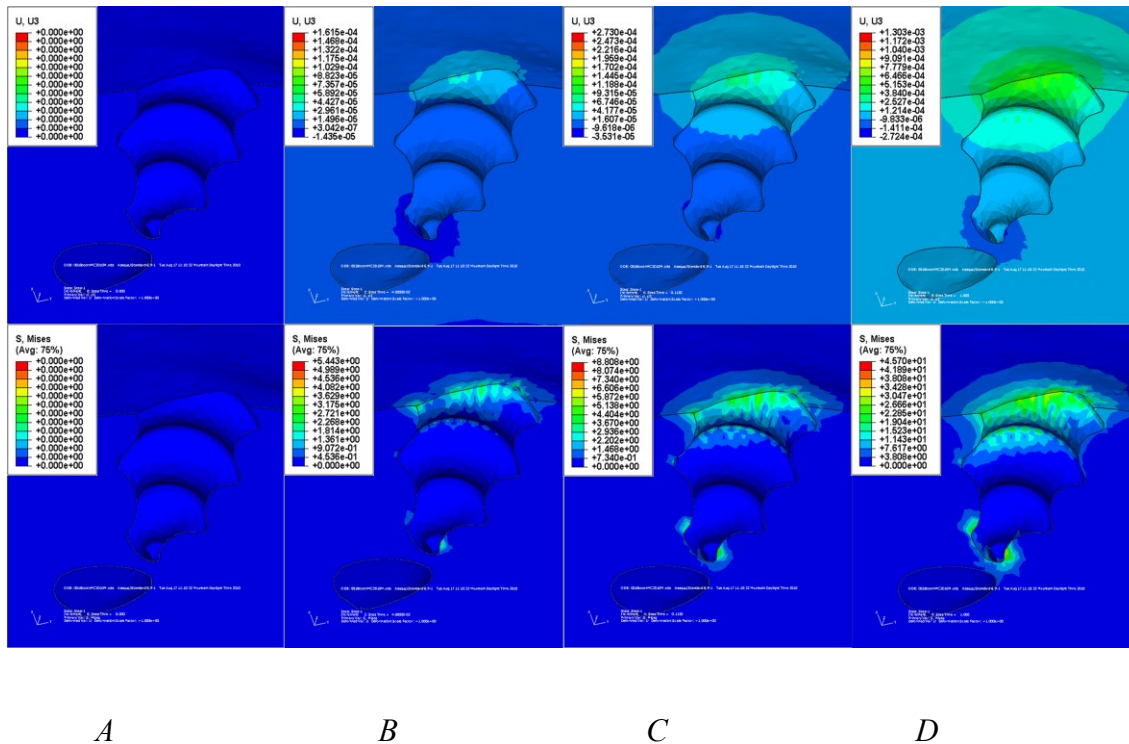 U, U3
+0.000e+00
+0.000e+00
+0.000e+00
+0.000e+00
+0.000e+00
+0.000e+00
+0.000e+00
+0.000e+00
+0.000e+00
+0.000e+00
+0.000e+00
+0.000e+00
+0.000e+00
U, U3
+1.615e-04
+1.468e-04
+1.322e-04
+1.175e-04
+1.029e-04
+8.823e-05
+7.357e-05
+5.892e-05
+4.427e-05
+2.961e-05
+1.496e-05
+3.042e-07
-1.435e-05
U, U3
+2.730e-04
+2.473e-04
+2.216e-04
+1.959e-04
+1.702e-04
+1.445e-04
+1.188e-04
+9.315e-05
+6.746e-05
+4.177e-05
+1.607e-05
-9.618e-06
-3.531e-05
U, U3
+1.303e-03
+1.172e-03
+1.040e-03
+9.091e-04
+7.779e-04
+6.466e-04
+5.153e-04
+3.840e-04
+2.527e-04
+1.214e-04
-9.833e-06
-1.411e-04
-2.724e-04
S, Mises
(Avg: 75%)
+0.000e+00
+0.000e+00
+0.000e+00
+0.000e+00
+0.000e+00
+0.000e+00
+0.000e+00
+0.000e+00
+0.000e+00
+0.000e+00
+0.000e+00
+0.000e+00
+0.000e+00
S, Mises
(Avg: 75%)
+5.443e+00
+4.989e+00
+4.536e+00
+4.082e+00
+3.629e+00
+3.175e+00
+2.721e+00
+2.268e+00
+1.814e+00
+1.361e+00
+9.072e-01
+4.536e-01
+0.000e+00
S, Mises
(Avg: 75%)
+8.808e+00
+8.074e+00
+7.340e+00
+6.606e+00
+5.872e+00
+5.138e+00
+4.404e+00
+3.670e+00
+2.936e+00
+2.202e+00
+1.468e+00
+7.340e-01
+0.000e+00
S, Mises
(Avg: 75%)
+4.570e+01
+4.189e+01
+3.808e+01
+3.428e+01
+3.047e+01
+2.666e+01
+2.285e+01
+1.904e+01
+1.523e+01
+1.143e+01
+7.617e+00
+3.808e+00
+0.000e+00
A B C D